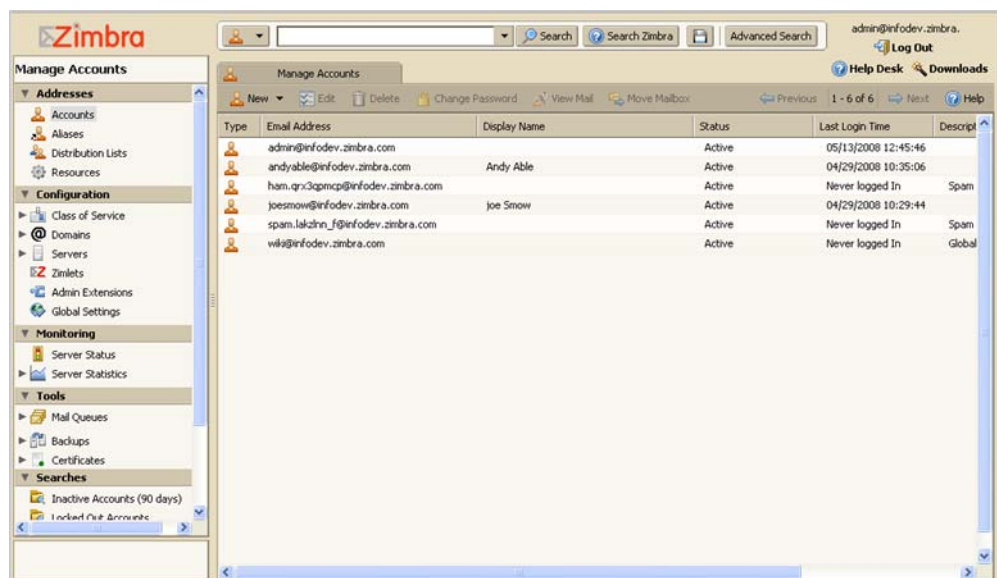 Zimbra
Search
Search Zimbra
Advanced Search
admin@infodev.zimbra.
Log Out
Help Desk
Downloads
Manage Accounts
Addresses
Accounts
Aliases
Distribution Lists
Resources
Configuration
Class of Service
Domains
Servers
Zimlets
Admin Extensions
Global Settings
Monitoring
Server Status
Server Statistics
Tools
Mail Queues
Backups
Certificates
Searches
Inactive Accounts (90 days)
Locked Out Accounts
Manage Accounts
New Edit Delete Change Password View Mail Move Mailbox Previous 1 - 6 of 6 Next Help
Type Email Address Display Name Status Last Login Time Descript
admin@infodev.zimbra.com Active 05/13/2008 12:45:46
andyable@infodev.zimbra.com Andy Able Active 04/29/2008 10:35:06
ham.qrx3qpmcp@infodev.zimbra.com Active Never logged In Spam
joesmow@infodev.zimbra.com joe Smow Active 04/29/2008 10:29:44
spam.lakzlnn_f@infodev.zimbra.com Active Never logged In Spam
wiki@infodev.zimbra.com Active Never logged In Global